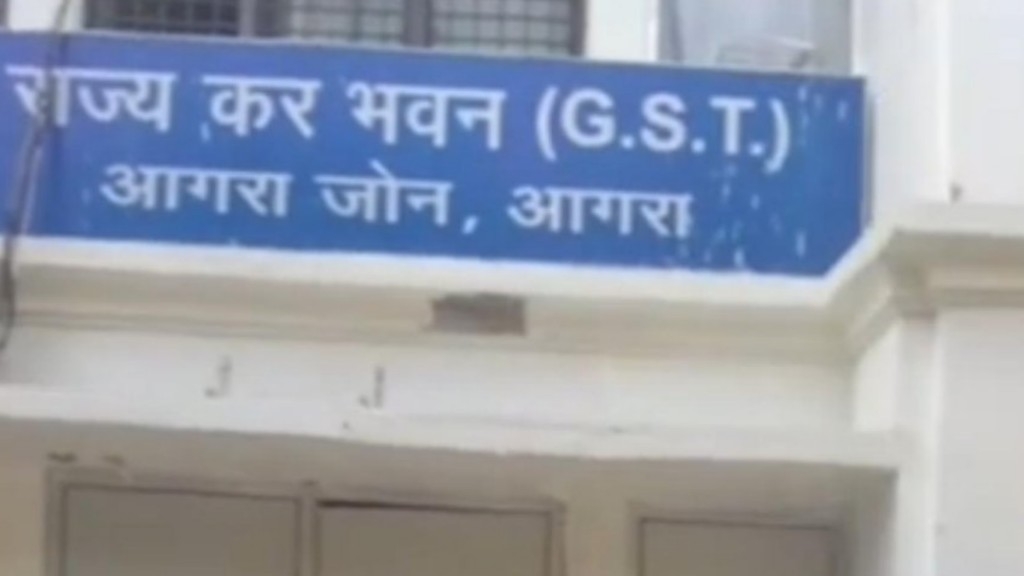 राज्य कर भवन (G.S.T.)
आगरा जोन, आगरा